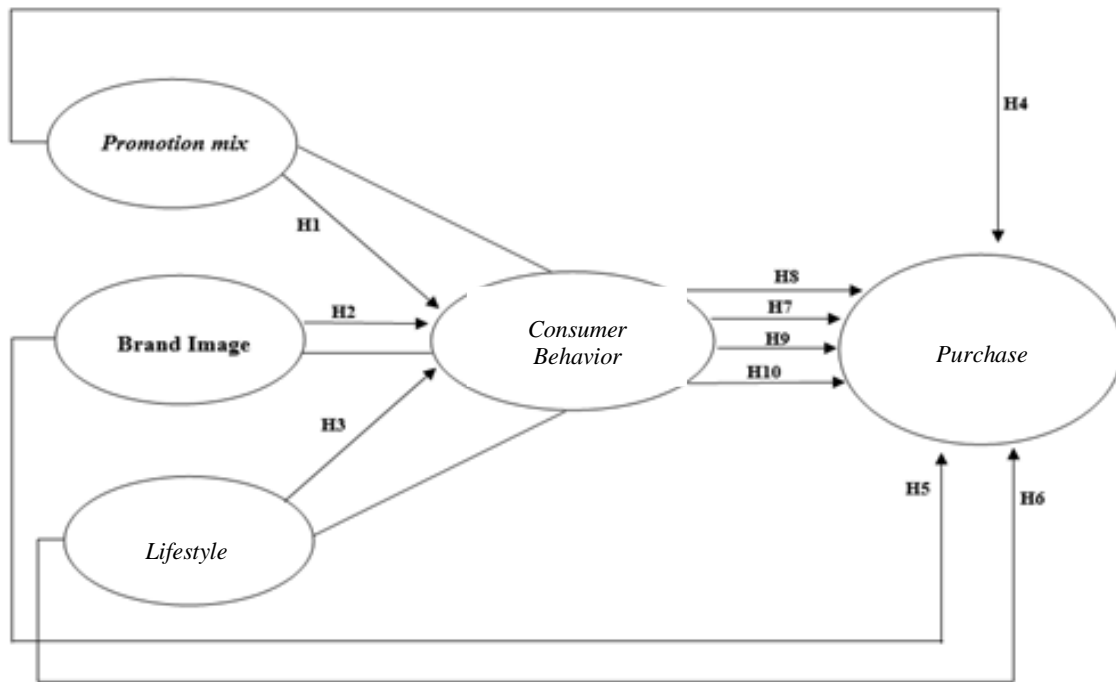 H4
Promotion mix
H1
H8
H2
H7
Consumer
Behavior
Brand Image
H9
Purchase
H10
H3
H5
H6
Lifestyle